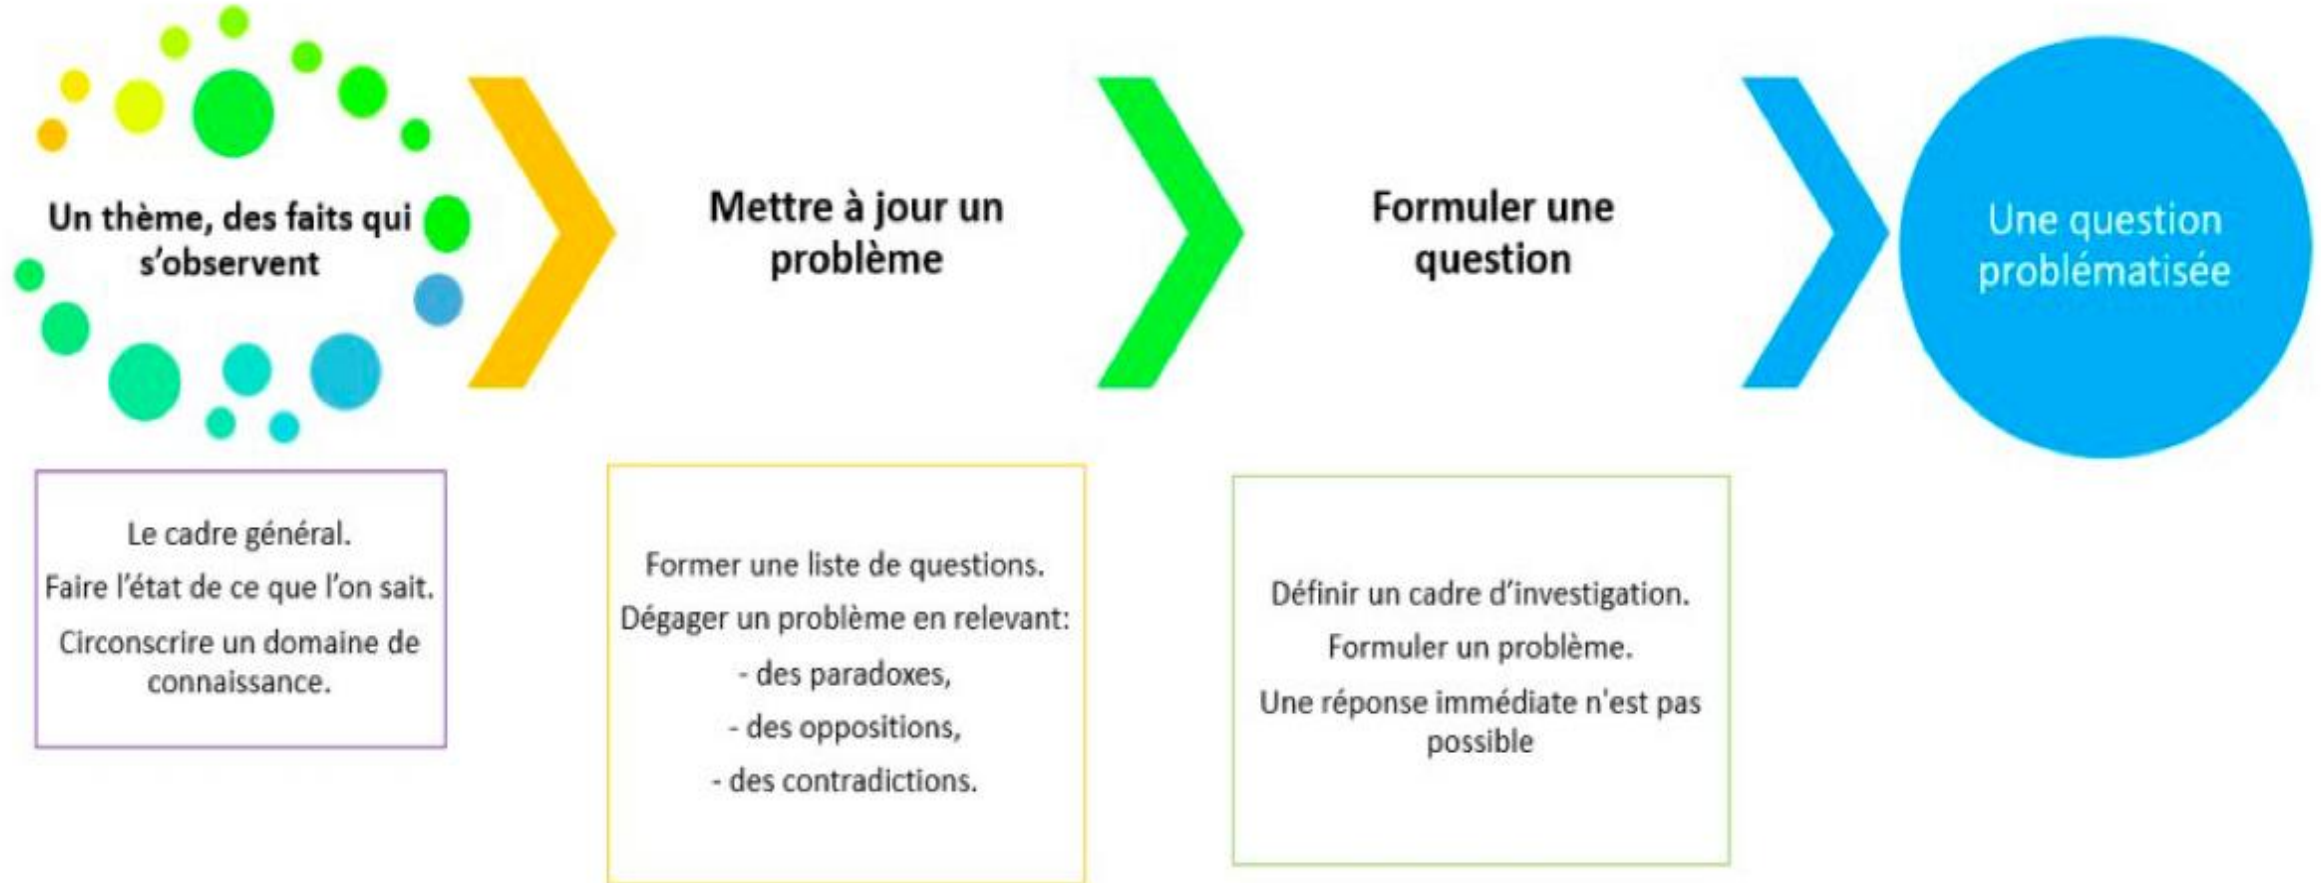 Un thème, des faits qui
s'observent
Mettre à jour un
problème
Formuler une
question
Une question
problématisée
Le cadre général.
Faire l'état de ce que l'on sait.
Circonscrire un domaine de
connaissance.
Former une liste de questions.
Dégager un problème en relevant:
- des paradoxes,
- des oppositions,
- des contradictions.
Définir un cadre d'investigation.
Formuler un problème.
Une réponse immédiate n'est pas
possible